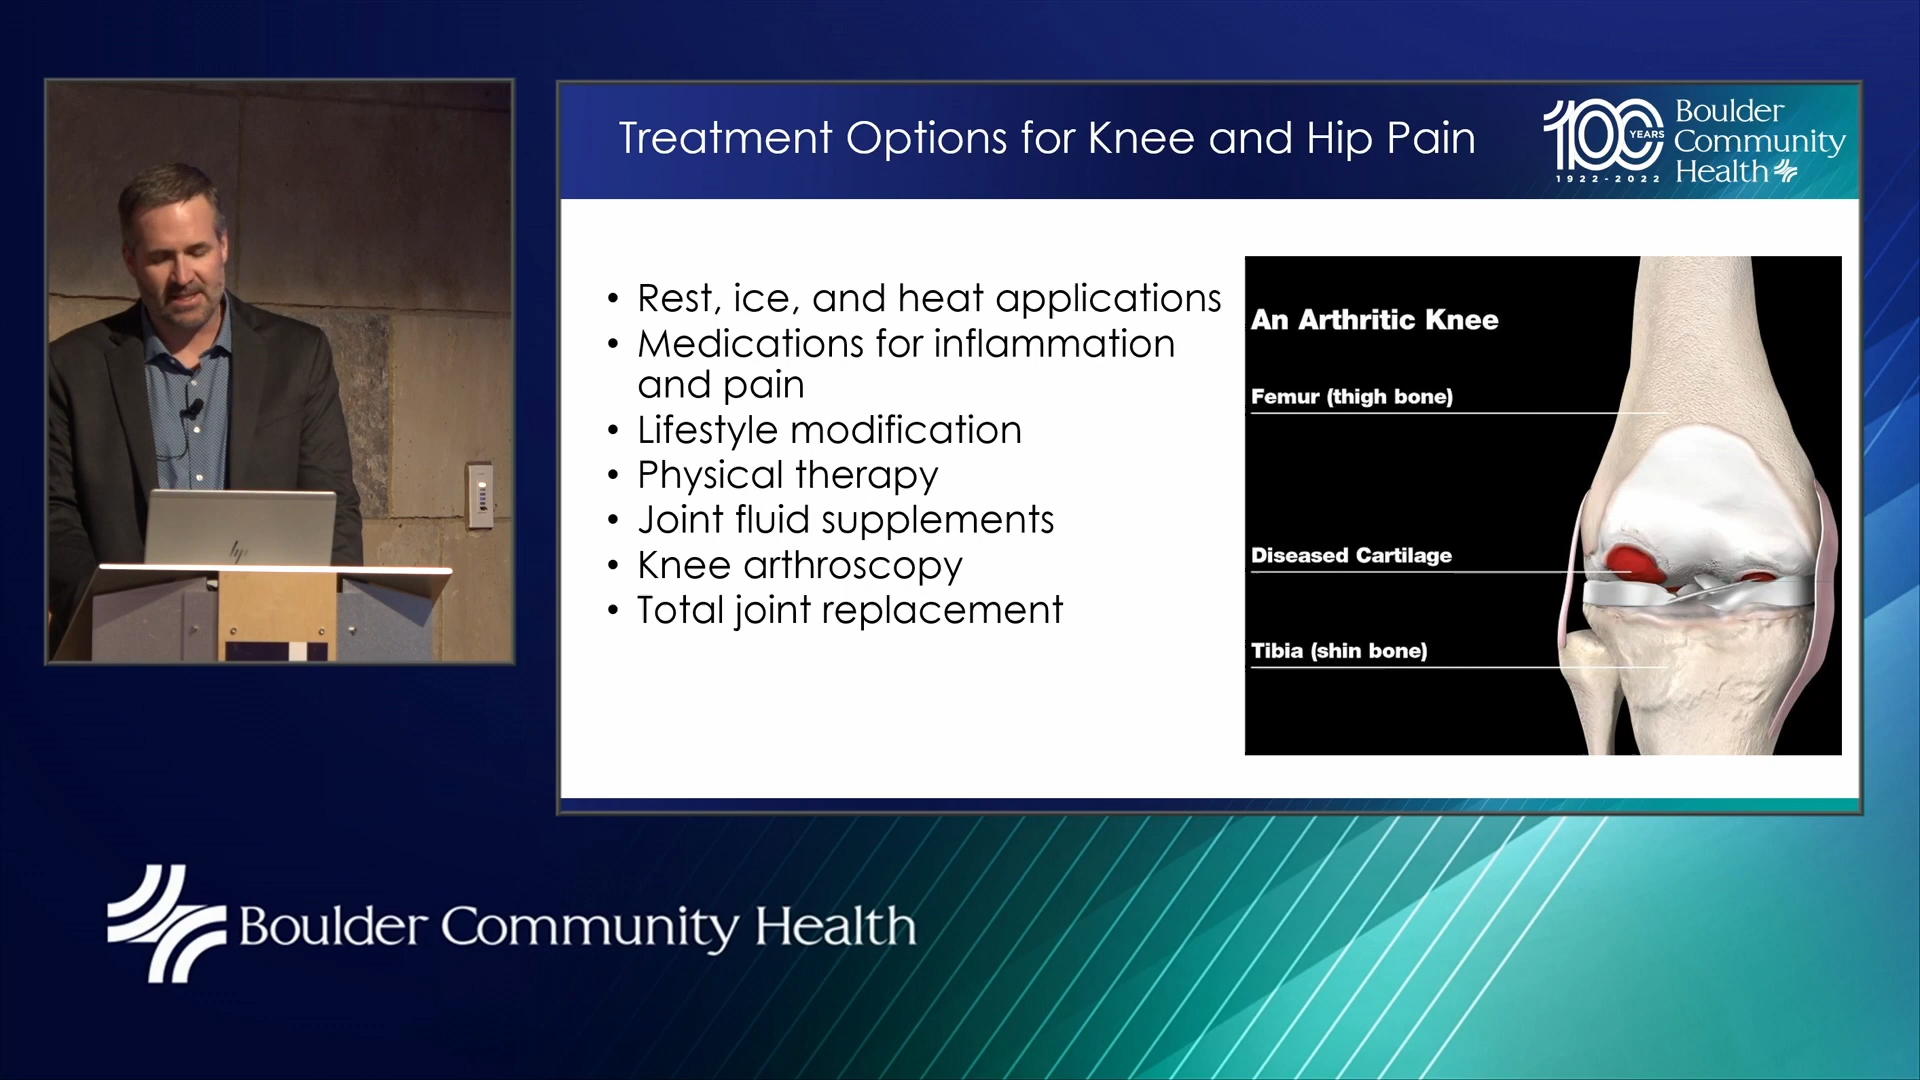 Treatment Options for Knee and Hip Pain
100
YEARS
1922-2022
Boulder
Community
Health
• Rest, ice, and heat applications
• Medications for inflammation
and pain
• Lifestyle modification
• Physical therapy
• Joint fluid supplements
• Knee arthroscopy
• Total joint replacement
An Arthritic Knee
Femur (thigh bone)
Diseased Cartilage
Tibia (shin bone)
hp
Boulder Community Health